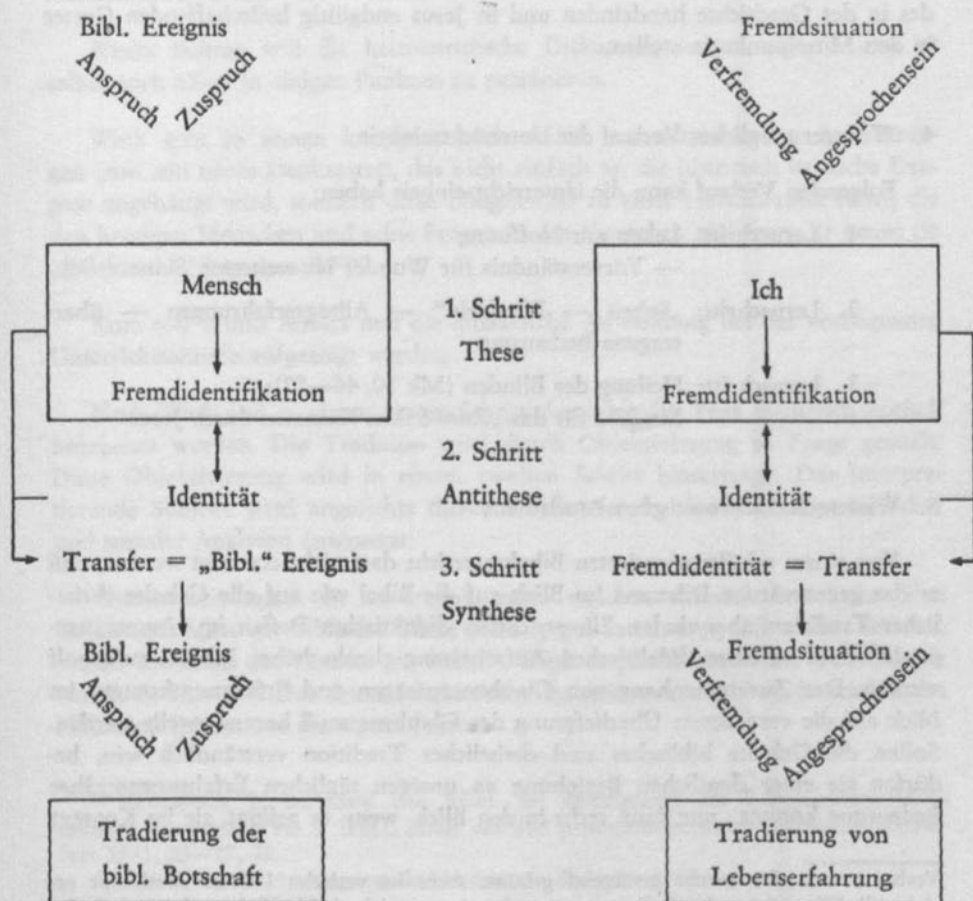 Bibl. Ereignis
Fremdsituation
Anspruch
Zuspruch
Verfremdung
Angesprochensein
Mensch
1. Schritt
Ich
These
Fremdidentifikation
Fremdidentifikation
2. Schritt
Identität
Antithese
Identität
Transfer = „Bibl.“ Ereignis
3. Schritt
Fremdidentität = Transfer
Synthese
Bibl. Ereignis
Fremdsituation
Anspruch
Zuspruch
Verfremdung
Angesprochensein
Tradierung der
Tradierung von
bibl. Botschaft
Lebenserfahrung